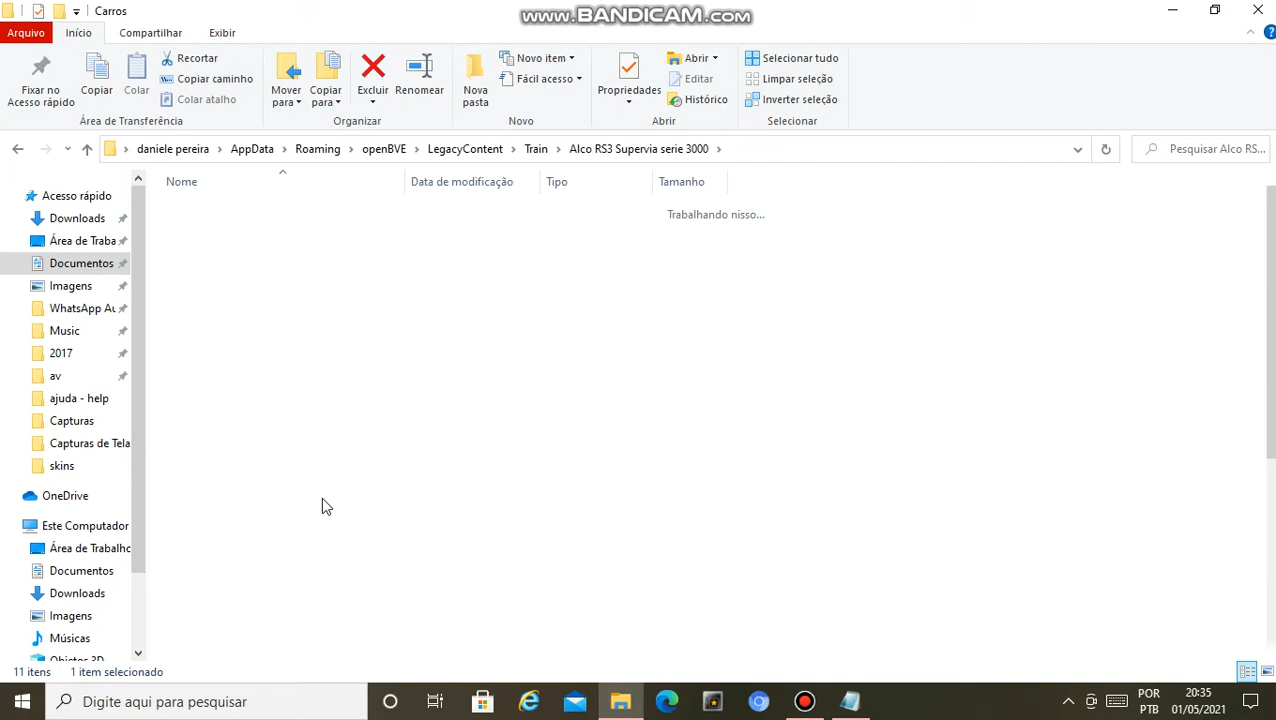 Carros
www.BANDICAM.com
Arquivo Início Compartilhar Exibir
Fixar no Acesso rápido
Copiar
Colar
Recortar
Copiar caminho
Colar atalho
Área de Transferência
Mover para
Copiar para
Excluir
Renomear
Organizar
Nova pasta
Novo item
Fácil acesso
Novo
Propriedades
Abrir
Editar
Histórico
Abrir
Selecionar tudo
Limpar seleção
Inverter seleção
Selecionar
daniele pereira > AppData > Roaming > openBVE > LegacyContent > Train > Alco RS3 Supervia serie 3000 >
Pesquisar Alco RS...
Nome Data de modificação Tipo Tamanho
Trabalhando nisso...
Acesso rápido
Downloads
Área de Traba
Documentos
Imagens
WhatsApp Au
Music
2017
av
ajuda - help
Capturas
Capturas de Tela
skins
OneDrive
Este Computador
Área de Trabalho
Documentos
Downloads
Imagens
Músicas
Objetos 3D
11 itens 1 item selecionado
Digite aqui para pesquisar
POR
PTB
20:35
01/05/2021